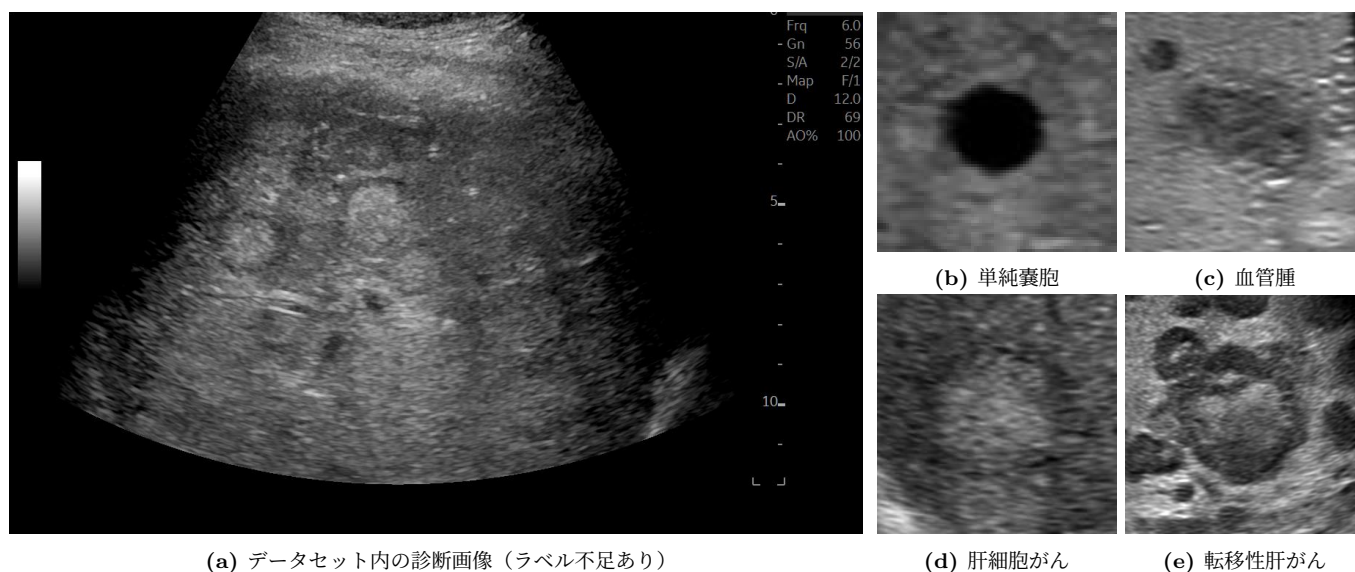 Frq 6.0
Gn 56
S/A 2/2
Map F/1
D 12.0
DR 69
AO% 100
5
10
(a) データセット内の診断画像（ラベル不足あり）
(b) 単純嚢胞
(c) 血管腫
(d) 肝細胞がん
(e) 転移性肝がん